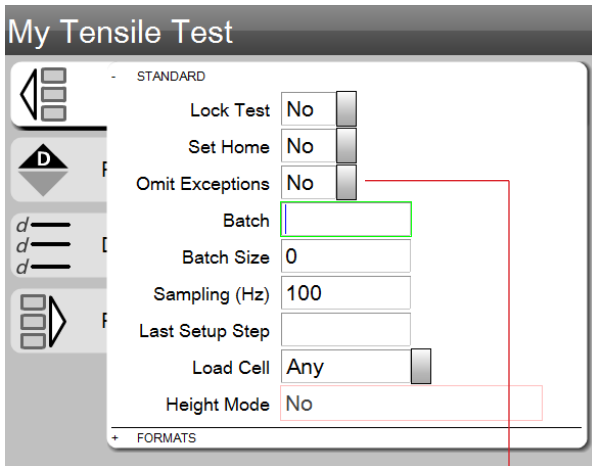 My Tensile Test
- STANDARD
Lock Test No
Set Home No
Omit Exceptions No
Batch
Batch Size 0
Sampling (Hz) 100
Last Setup Step
Load Cell Any
Height Mode No
+ FORMATS
D
d
d
d